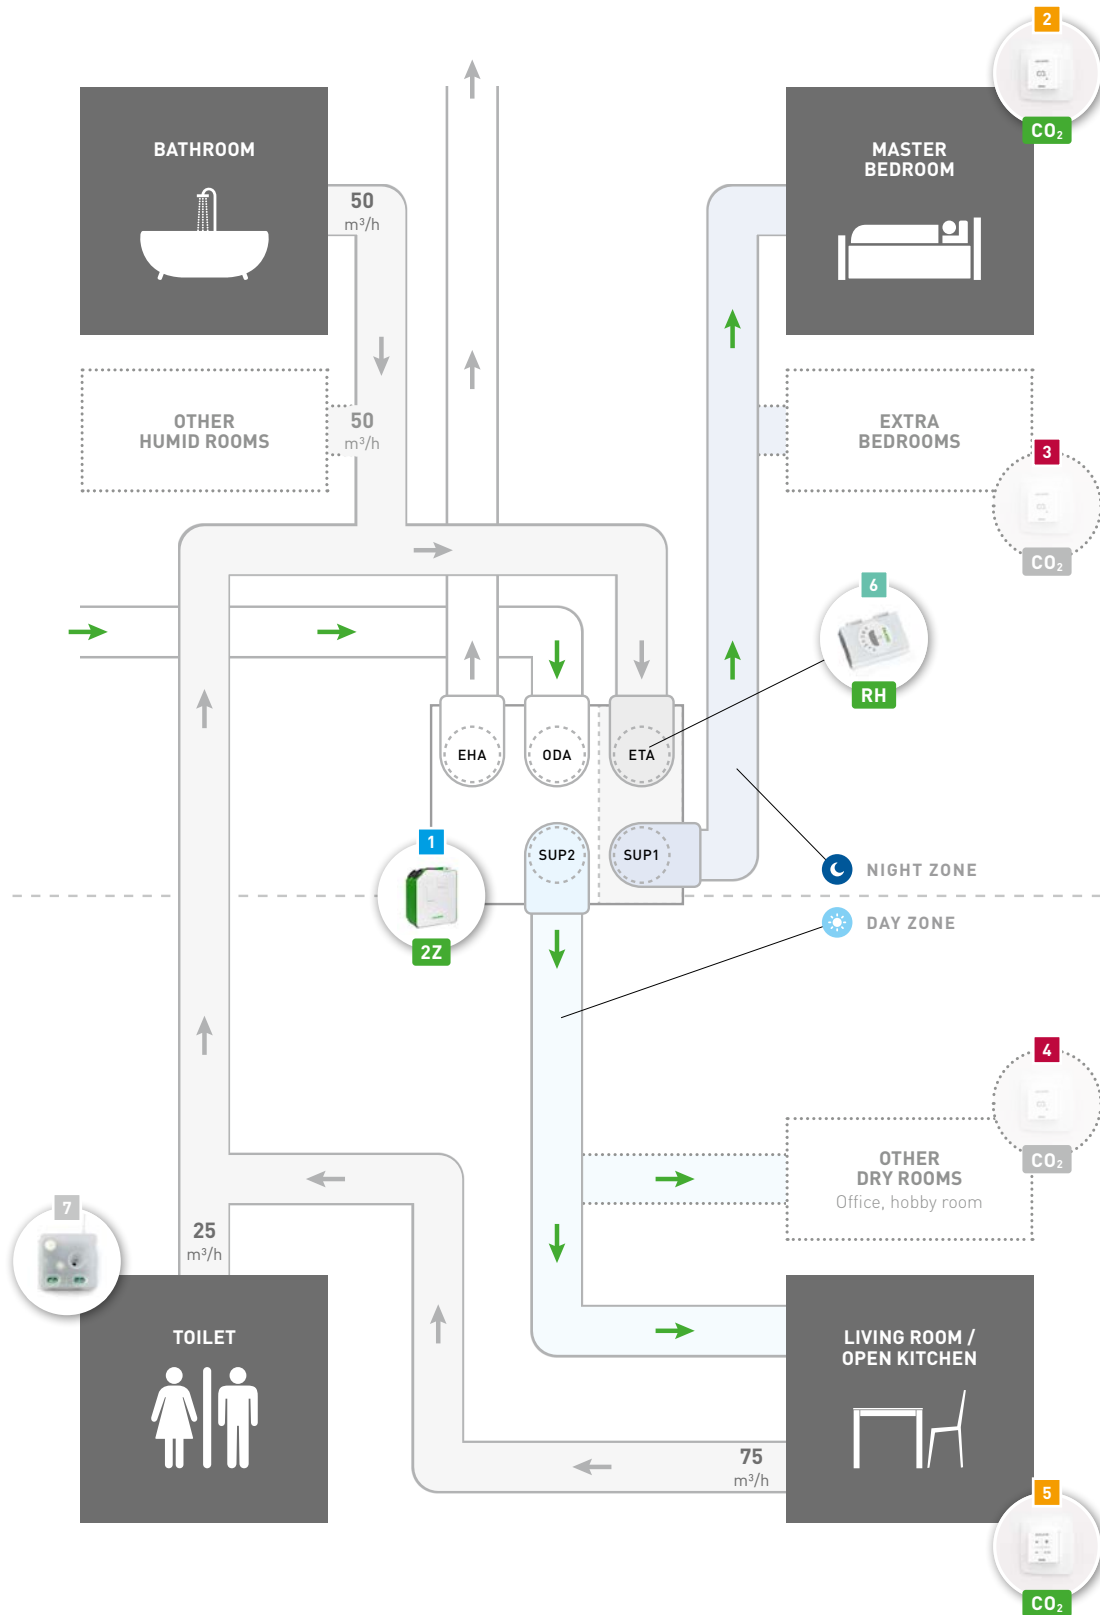 2
CO₂
BATHROOM
MASTER
BEDROOM
50
m³/h
OTHER
HUMID ROOMS
50
m³/h
EXTRA
BEDROOMS
3
CO₂
6
RH
EHA
ODA
ETA
SUP2
SUP1
1
2Z
NIGHT ZONE
DAY ZONE
4
CO₂
OTHER
DRY ROOMS
Office, hobby room
7
25
m³/h
TOILET
LIVING ROOM /
OPEN KITCHEN
75
m³/h
5
CO₂